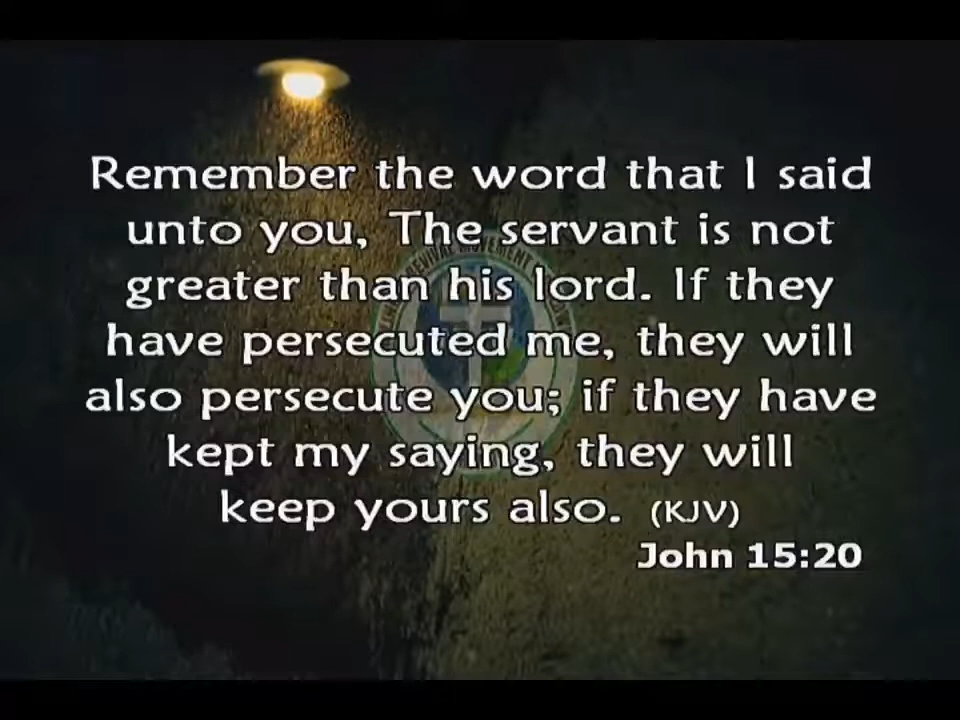 Remember the word that I said
unto you, The servant is not
greater than his lord. If they
have persecuted me, they will
also persecute you; if they have
kept my saying, they will
keep yours also. (KJV)
John 15:20
REVIVAL MOVEMENT